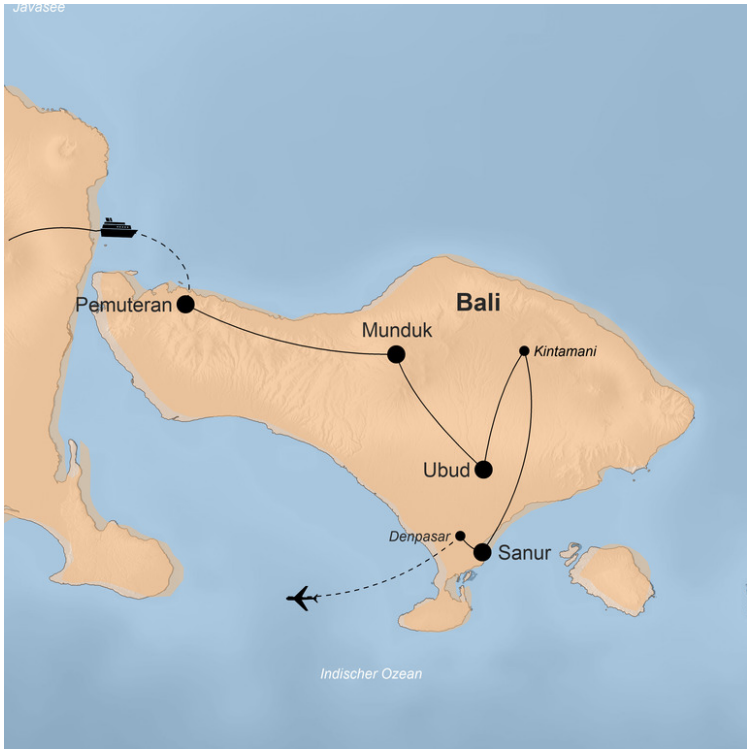 Javasee
Bali
Pemuteran
Munduk
Kintamani
Ubud
Denpasar
Sanur
Indischer Ozean